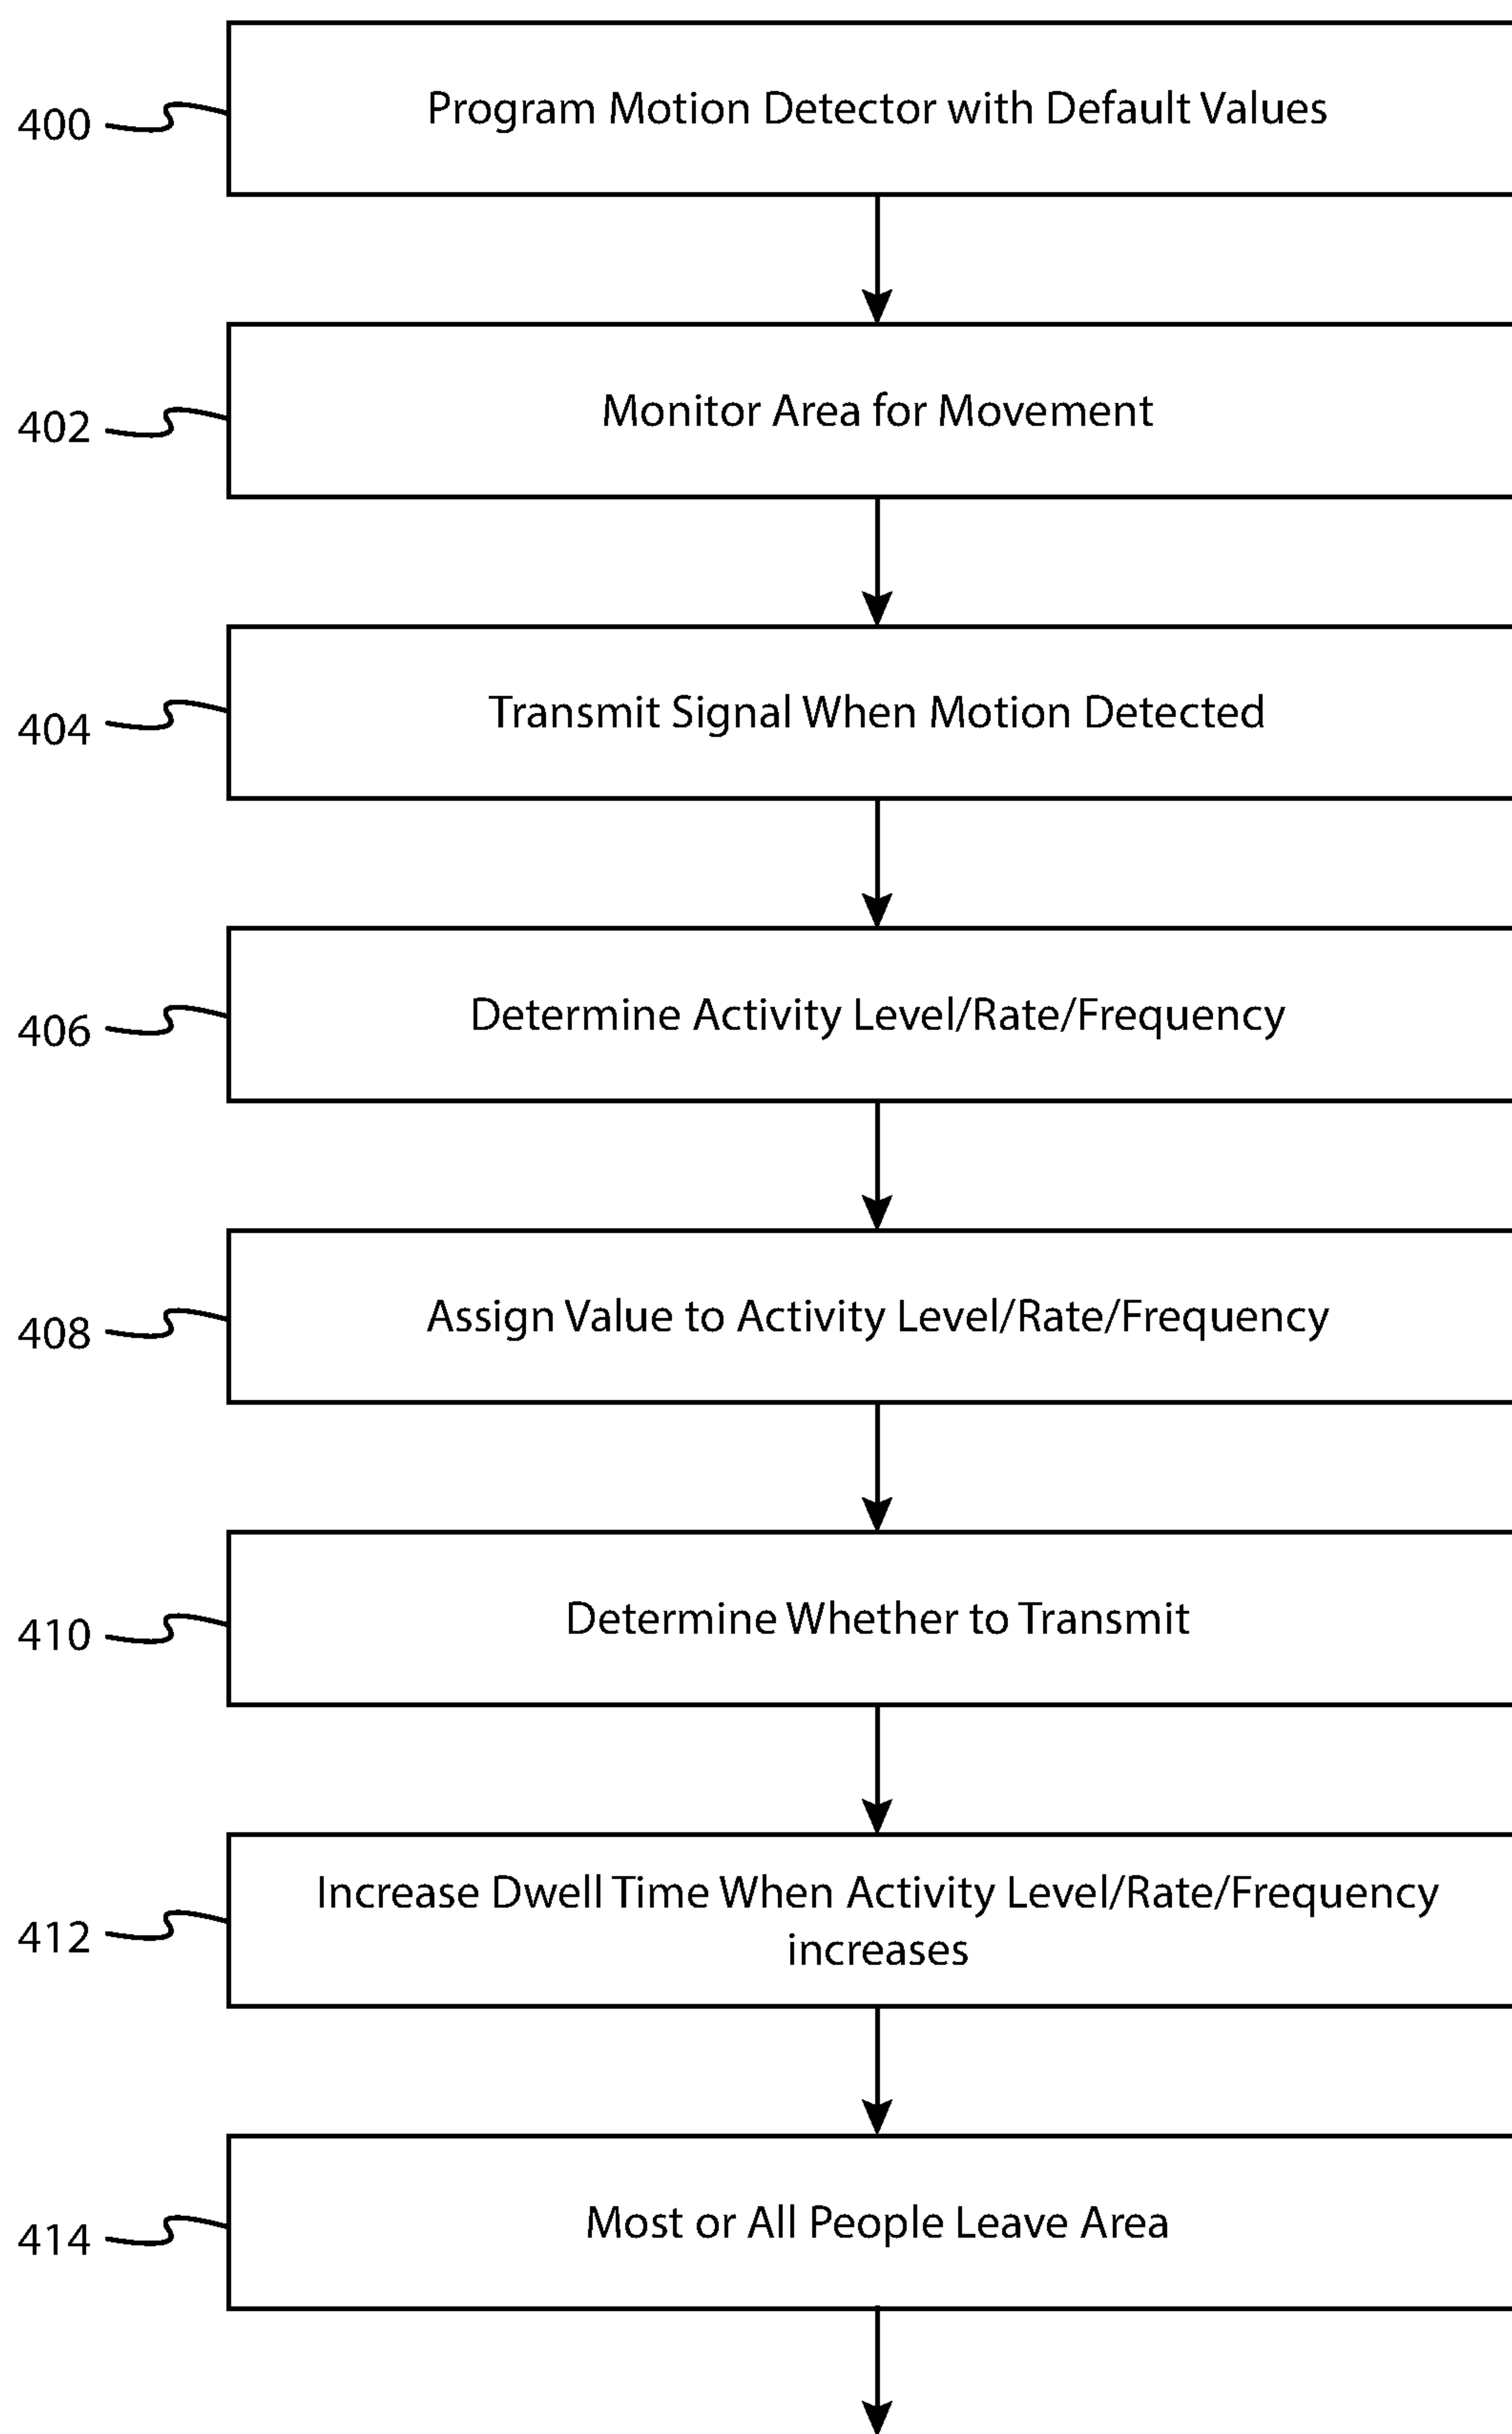 400
Program Motion Detector with Default Values
402
Monitor Area for Movement
404
Transmit Signal When Motion Detected
406
Determine Activity Level/Rate/Frequency
408
Assign Value to Activity Level/Rate/Frequency
410
Determine Whether to Transmit
412
Increase Dwell Time When Activity Level/Rate/Frequency
increases
414
Most or All People Leave Area